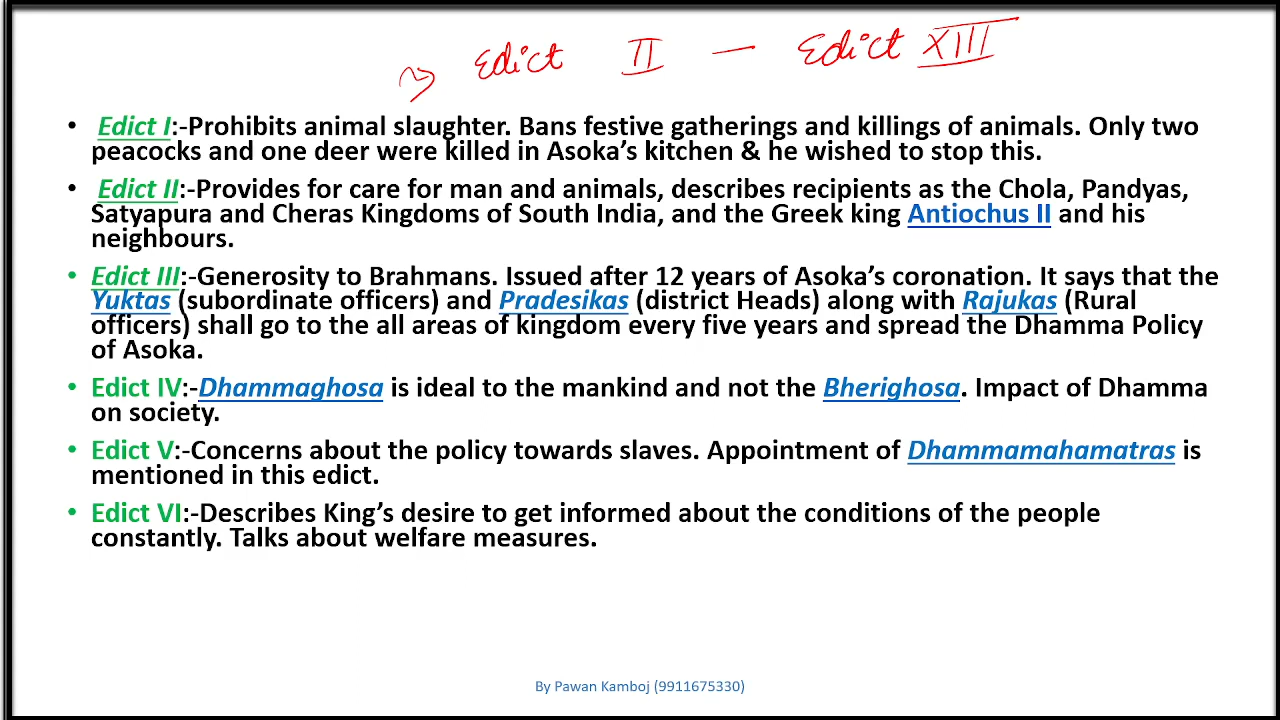 → Edict II — Edict XIII
• Edict I:-Prohibits animal slaughter. Bans festive gatherings and killings of animals. Only two
peacocks and one deer were killed in Asoka’s kitchen & he wished to stop this.
• Edict II:-Provides for care for man and animals, describes recipients as the Chola, Pandyas,
Satyapura and Cheras Kingdoms of South India, and the Greek king Antiochus II and his
neighbours.
• Edict III:-Generosity to Brahmans. Issued after 12 years of Asoka’s coronation. It says that the
Yuktas (subordinate officers) and Pradesikas (district Heads) along with Rajukas (Rural
officers) shall go to the all areas of kingdom every five years and spread the Dhamma Policy
of Asoka.
• Edict IV:-Dhammaghosa is ideal to the mankind and not the Bherighosa. Impact of Dhamma
on society.
• Edict V:-Concerns about the policy towards slaves. Appointment of Dhammamahamatras is
mentioned in this edict.
• Edict VI:-Describes King’s desire to get informed about the conditions of the people
constantly. Talks about welfare measures.
By Pawan Kamboj (9911675330)